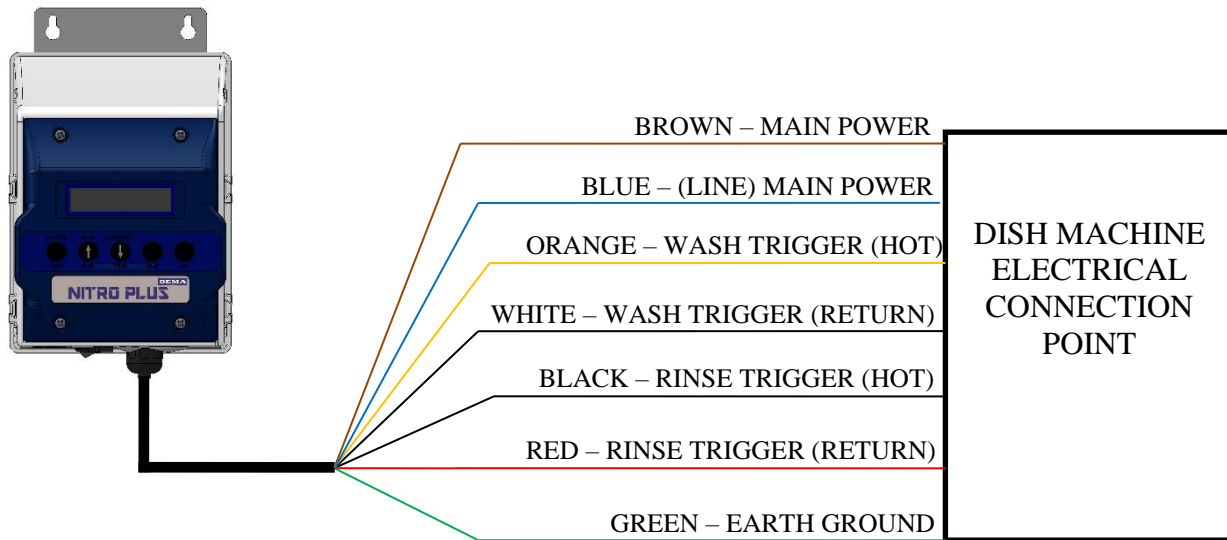 BROWN – MAIN POWER
BLUE – (LINE) MAIN POWER
ORANGE – WASH TRIGGER (HOT)
WHITE – WASH TRIGGER (RETURN)
BLACK – RINSE TRIGGER (HOT)
RED – RINSE TRIGGER (RETURN)
GREEN – EARTH GROUND
DISH MACHINE
ELECTRICAL
CONNECTION
POINT
DEMA
NITRO PLUS